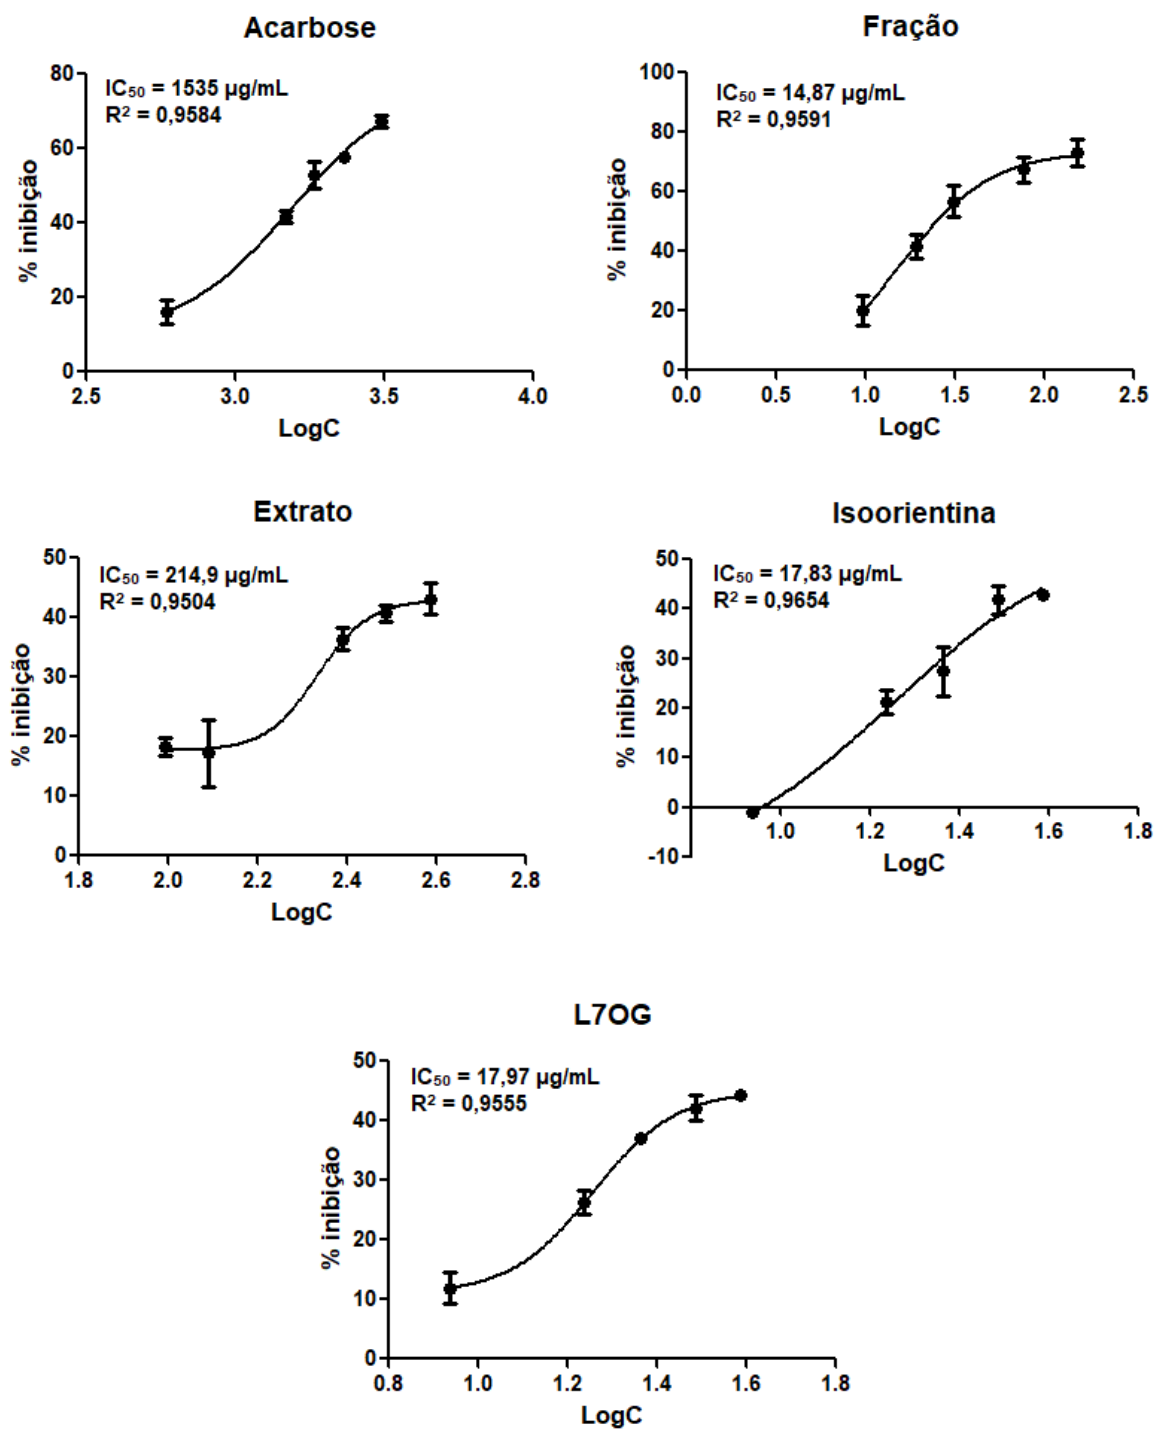 Acarbose
IC₅₀ = 1535 µg/mL
R² = 0,9584
80
60
40
20
0
% inibição
2.5 3.0 3.5 4.0
LogC
Fração
IC₅₀ = 14,87 µg/mL
R² = 0,9591
100
80
60
40
20
0
% inibição
0.0 0.5 1.0 1.5 2.0 2.5
LogC
Extrato
IC₅₀ = 214,9 µg/mL
R² = 0,9504
50
40
30
20
10
0
% inibição
1.8 2.0 2.2 2.4 2.6 2.8
LogC
Isoorientina
IC₅₀ = 17,83 µg/mL
R² = 0,9654
50
40
30
20
10
0
-10
% inibição
1.0 1.2 1.4 1.6 1.8
LogC
L7OG
IC₅₀ = 17,97 µg/mL
R² = 0,9555
50
40
30
20
10
0
% inibição
0.8 1.0 1.2 1.4 1.6 1.8
LogC